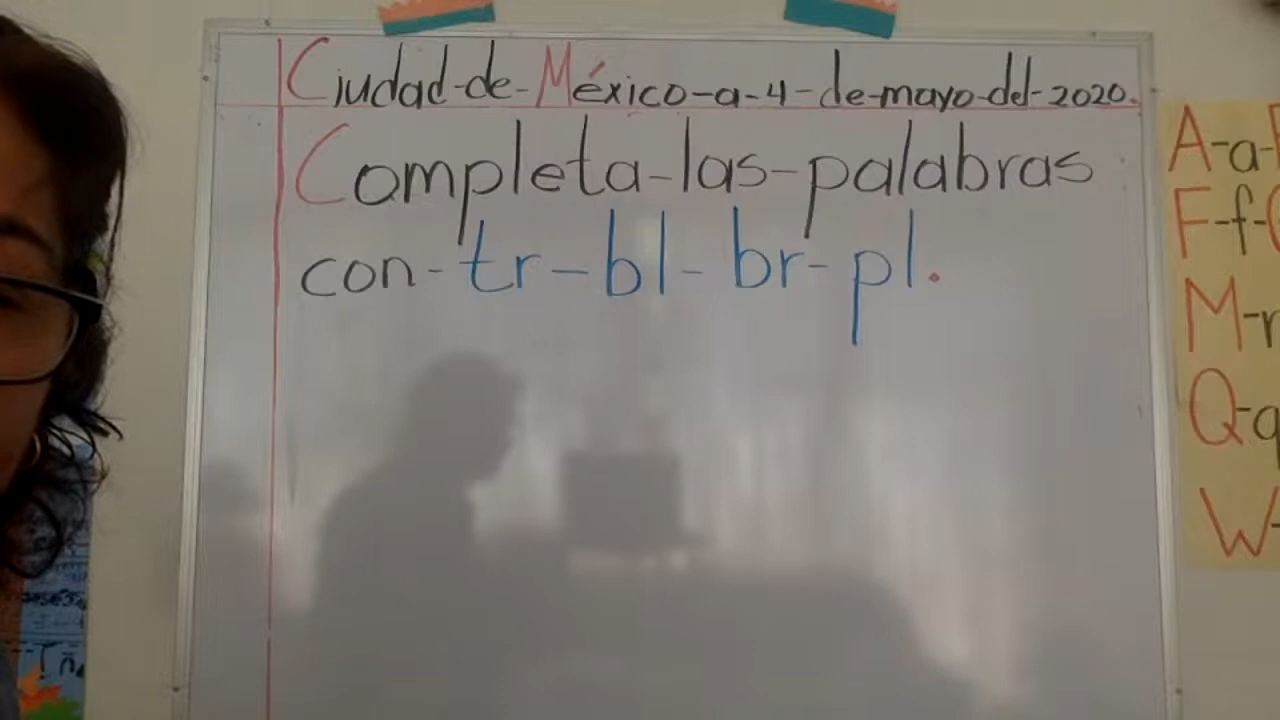 Ciudad-de-México-a-4-de-mayo-del-2020.
Completa-las-palabras
con-tr-bl-br-pl.
A-a-
F-f-
M-
Q-q
W-